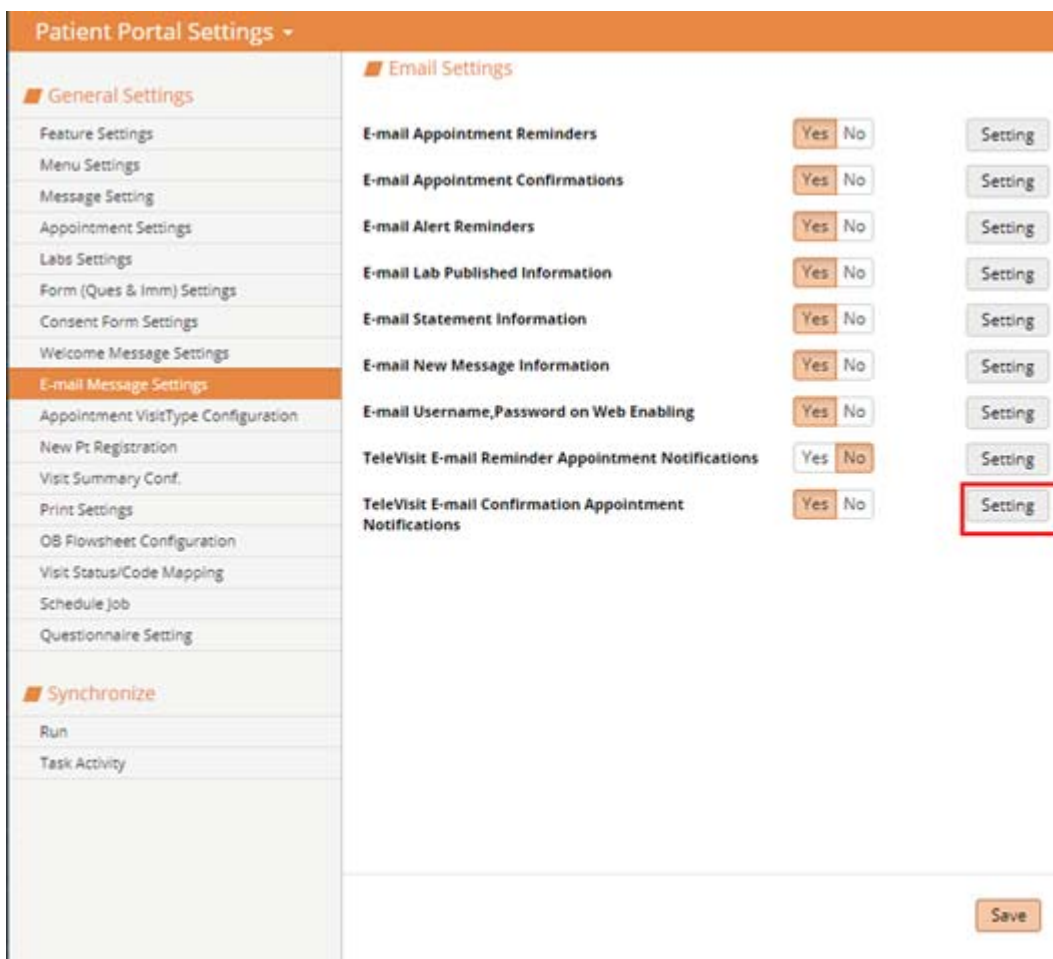 Patient Portal Settings
General Settings
Feature Settings
Menu Settings
Message Setting
Appointment Settings
Labs Settings
Form (Ques & Imm) Settings
Consent Form Settings
Welcome Message Settings
E-mail Message Settings
Appointment VisitType Configuration
New Pt Registration
Visit Summary Conf.
Print Settings
OB Flowsheet Configuration
Visit Status/Code Mapping
Schedule Job
Questionnaire Setting
Synchronize
Run
Task Activity
Email Settings
E-mail Appointment Reminders Yes No Setting
E-mail Appointment Confirmations Yes No Setting
E-mail Alert Reminders Yes No Setting
E-mail Lab Published Information Yes No Setting
E-mail Statement Information Yes No Setting
E-mail New Message Information Yes No Setting
E-mail Username,Password on Web Enabling Yes No Setting
TeleVisit E-mail Reminder Appointment Notifications Yes No Setting
TeleVisit E-mail Confirmation Appointment Yes No Setting
Notifications
Save